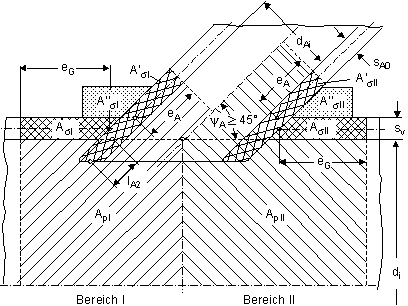 d_Ai
s_A0
e_G
A''_σI
A'_σI
e_A
e_A
A'_σII
A''_σII
ψ_A ≥ 45°
A_σI
A_σII
s_v
e_G
l_A2
A_pI
A_pII
d_i
Bereich I
Bereich II